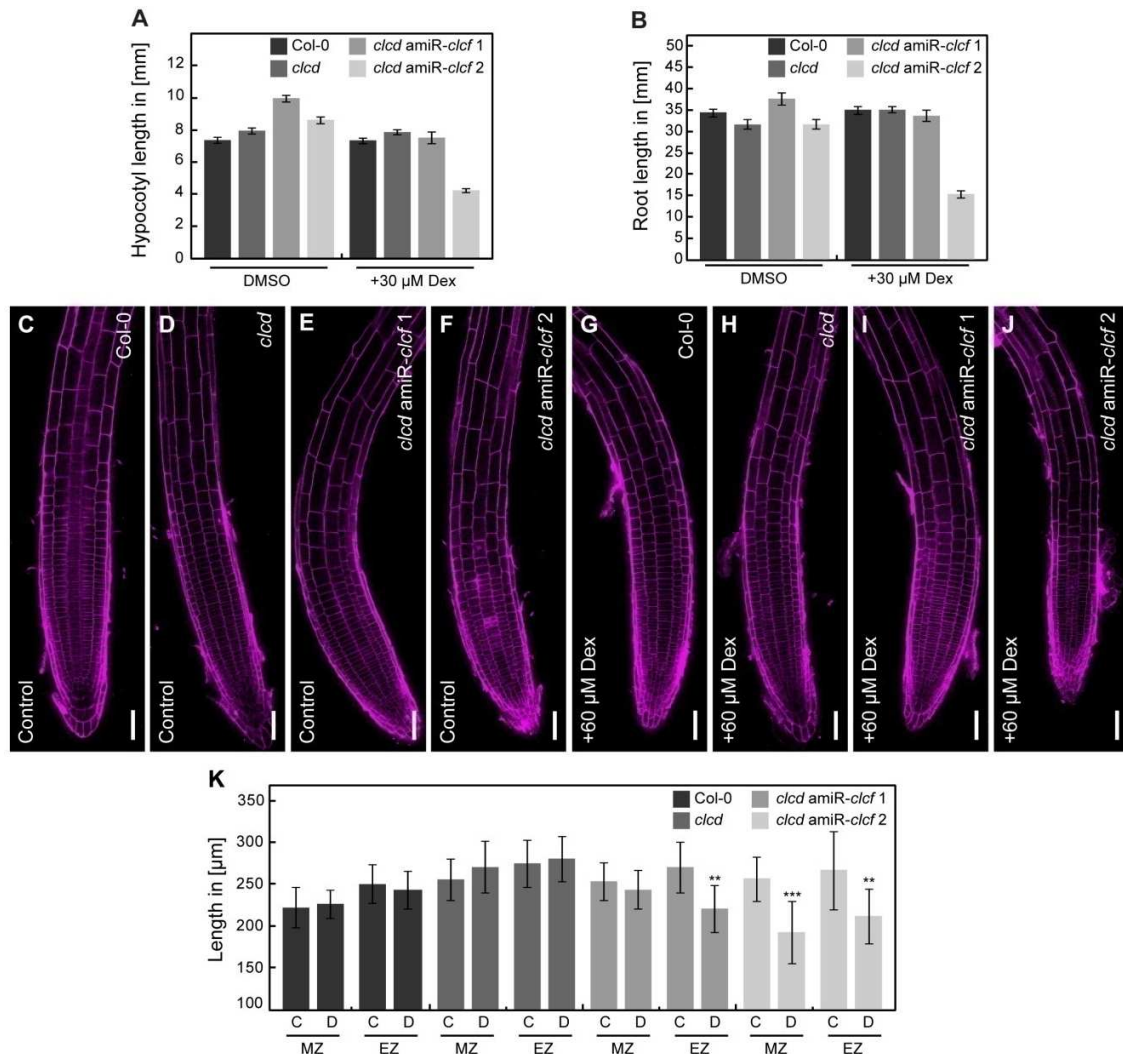 A
Hypocotyl length in [mm]
12
10
8
6
4
2
0
Col-0
clcd
clcd amiR-clcf 1
clcd amiR-clcf 2
DMSO
+30 µM Dex
B
Root length in [mm]
50
45
40
35
35
25
20
15
10
5
0
Col-0
clcd
clcd amiR-clcf 1
clcd amiR-clcf 2
DMSO
+30 µM Dex
C
Col-0
Control
D
clcd
Control
E
clcd amiR-clcf 1
Control
F
clcd amiR-clcf 2
Control
G
Col-0
+60 µM Dex
H
clcd
+60 µM Dex
I
clcd amiR-clcf 1
+60 µM Dex
J
clcd amiR-clcf 2
+60 µM Dex
K
Length in [µm]
350
300
250
200
150
100
Col-0
clcd
clcd amiR-clcf 1
clcd amiR-clcf 2
** *** **
C D C D C D C D C D C D C D C D
MZ EZ MZ EZ MZ EZ MZ EZ